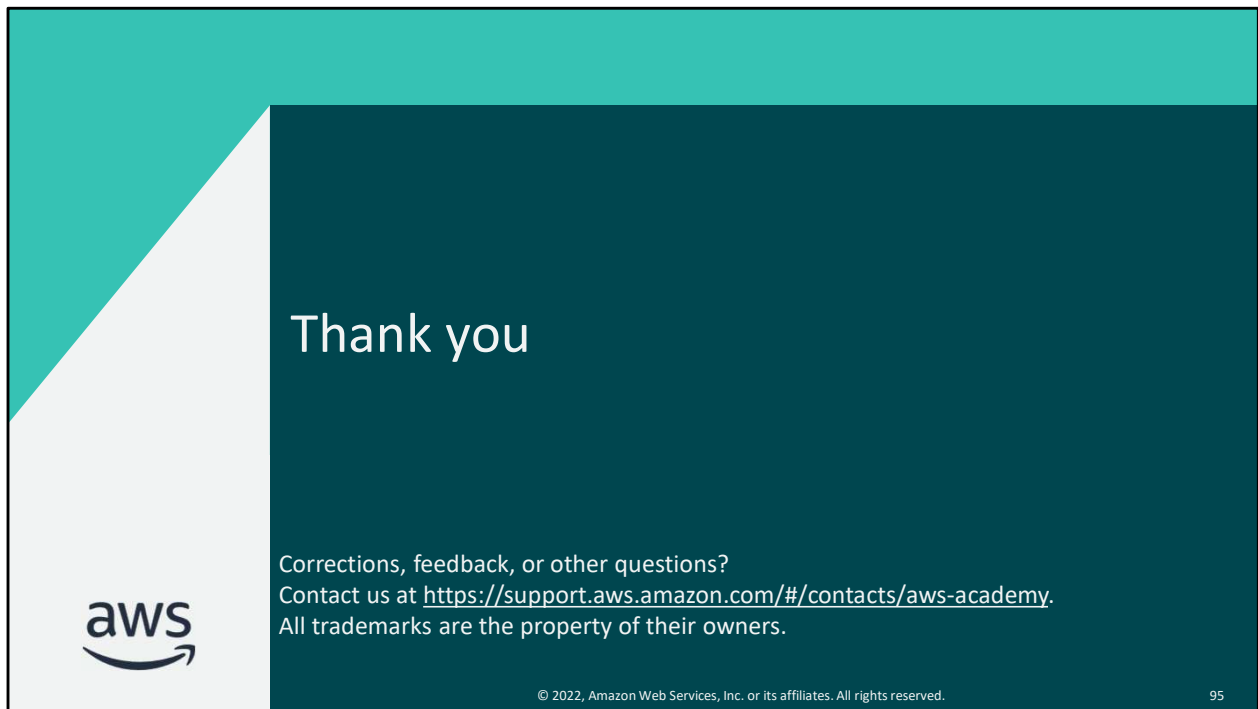 Thank you
Corrections, feedback, or other questions?
Contact us at https://support.aws.amazon.com/#/contacts/aws-academy.
All trademarks are the property of their owners.
aws
© 2022, Amazon Web Services, Inc. or its affiliates. All rights reserved.
95